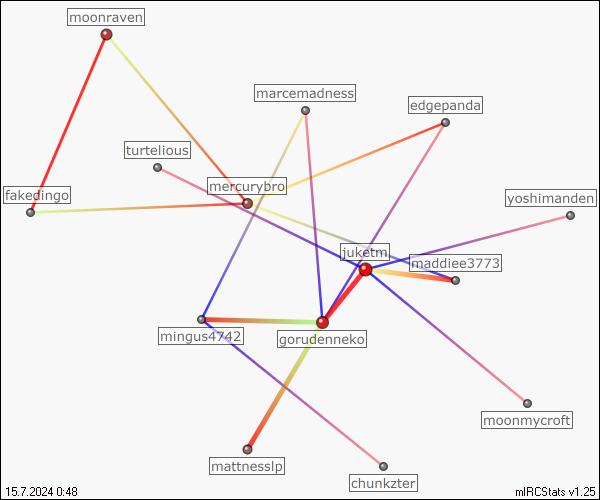 moonraven
marcemadness
edgepanda
turtelious
mercurybro
fakedingo
yoshimanden
juketm
maddiee3773
mingus4742
gorudenneko
moonmycroft
mattnesslp
chunkzter
15.7.2024 0:48
mIRCStats v1.25